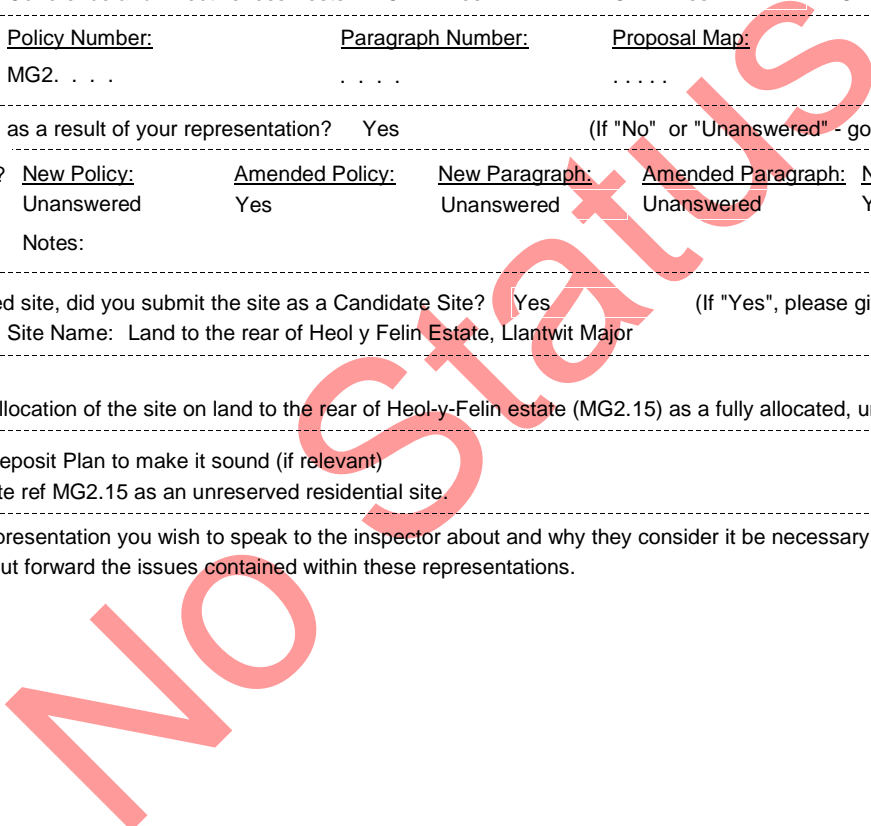 Policy Number: Paragraph Number: Proposal Map:
MG2. . . . . . . . . . . . .
as a result of your representation? Yes (If "No" or "Unanswered" - go
? New Policy: Amended Policy: New Paragraph: Amended Paragraph: N
Unanswered Yes Unanswered Unanswered Y
Notes:
ed site, did you submit the site as a Candidate Site? Yes (If "Yes", please gi
Site Name: Land to the rear of Heol y Felin Estate, Llantwit Major
llocation of the site on land to the rear of Heol-y-Felin estate (MG2.15) as a fully allocated, u
eposit Plan to make it sound (if relevant)
te ref MG2.15 as an unreserved residential site.
presentation you wish to speak to the inspector about and why they consider it be necessary
ut forward the issues contained within these representations.
No Status